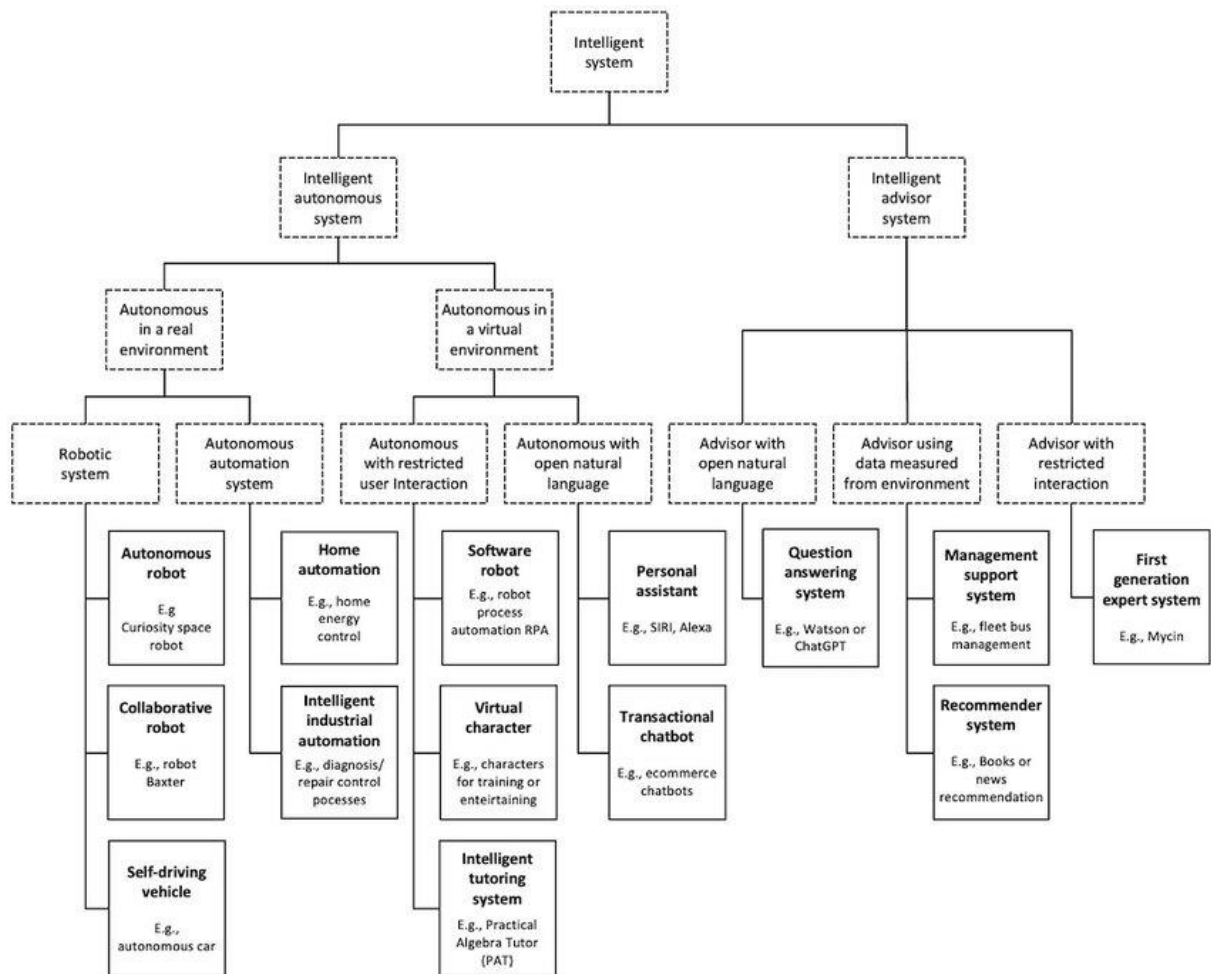 Intelligent
system
Intelligent
autonomous
system
Intelligent
advisor
system
Autonomous
in a real
environment
Autonomous in
a virtual
environment
Robotic
system
Autonomous
automation
system
Autonomous
with restricted
user Interaction
Autonomous with
open natural
language
Advisor with
open natural
language
Advisor using
data measured
from environment
Advisor with
restricted
interaction
Autonomous
robot
E.g
Curiosity space
robot
Home
automation
E.g., home
energy
control
Software
robot
E.g., robot
process
automation RPA
Personal
assistant
E.g., SIRI, Alexa
Question
answering
system
E.g., Watson or
ChatGPT
Management
support
system
E.g., fleet bus
management
First
generation
expert system
E.g., Mycin
Collaborative
robot
E.g., robot
Baxter
Intelligent
industrial
automation
E.g., diagnosis/
repair control
pocesses
Virtual
character
E.g., characters
for training or
enteirtaining
Transactional
chatbot
E.g., ecommerce
chatbots
Recommender
system
E.g., Books or
news
recommendation
Self-driving
vehicle
E.g.,
autonomous car
Intelligent
tutoring
system
E.g., Practical
Algebra Tutor
(PAT)